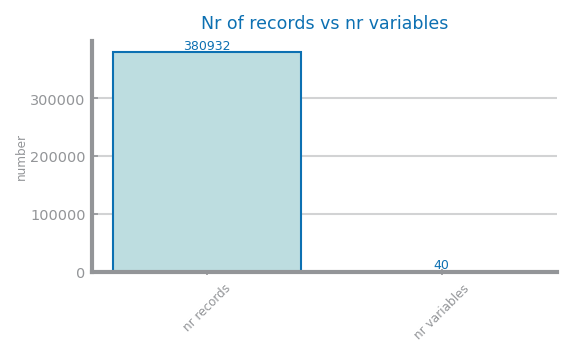 Nr of records vs nr variables
380932
300000
200000
100000
0
number
40
nr records
nr variables